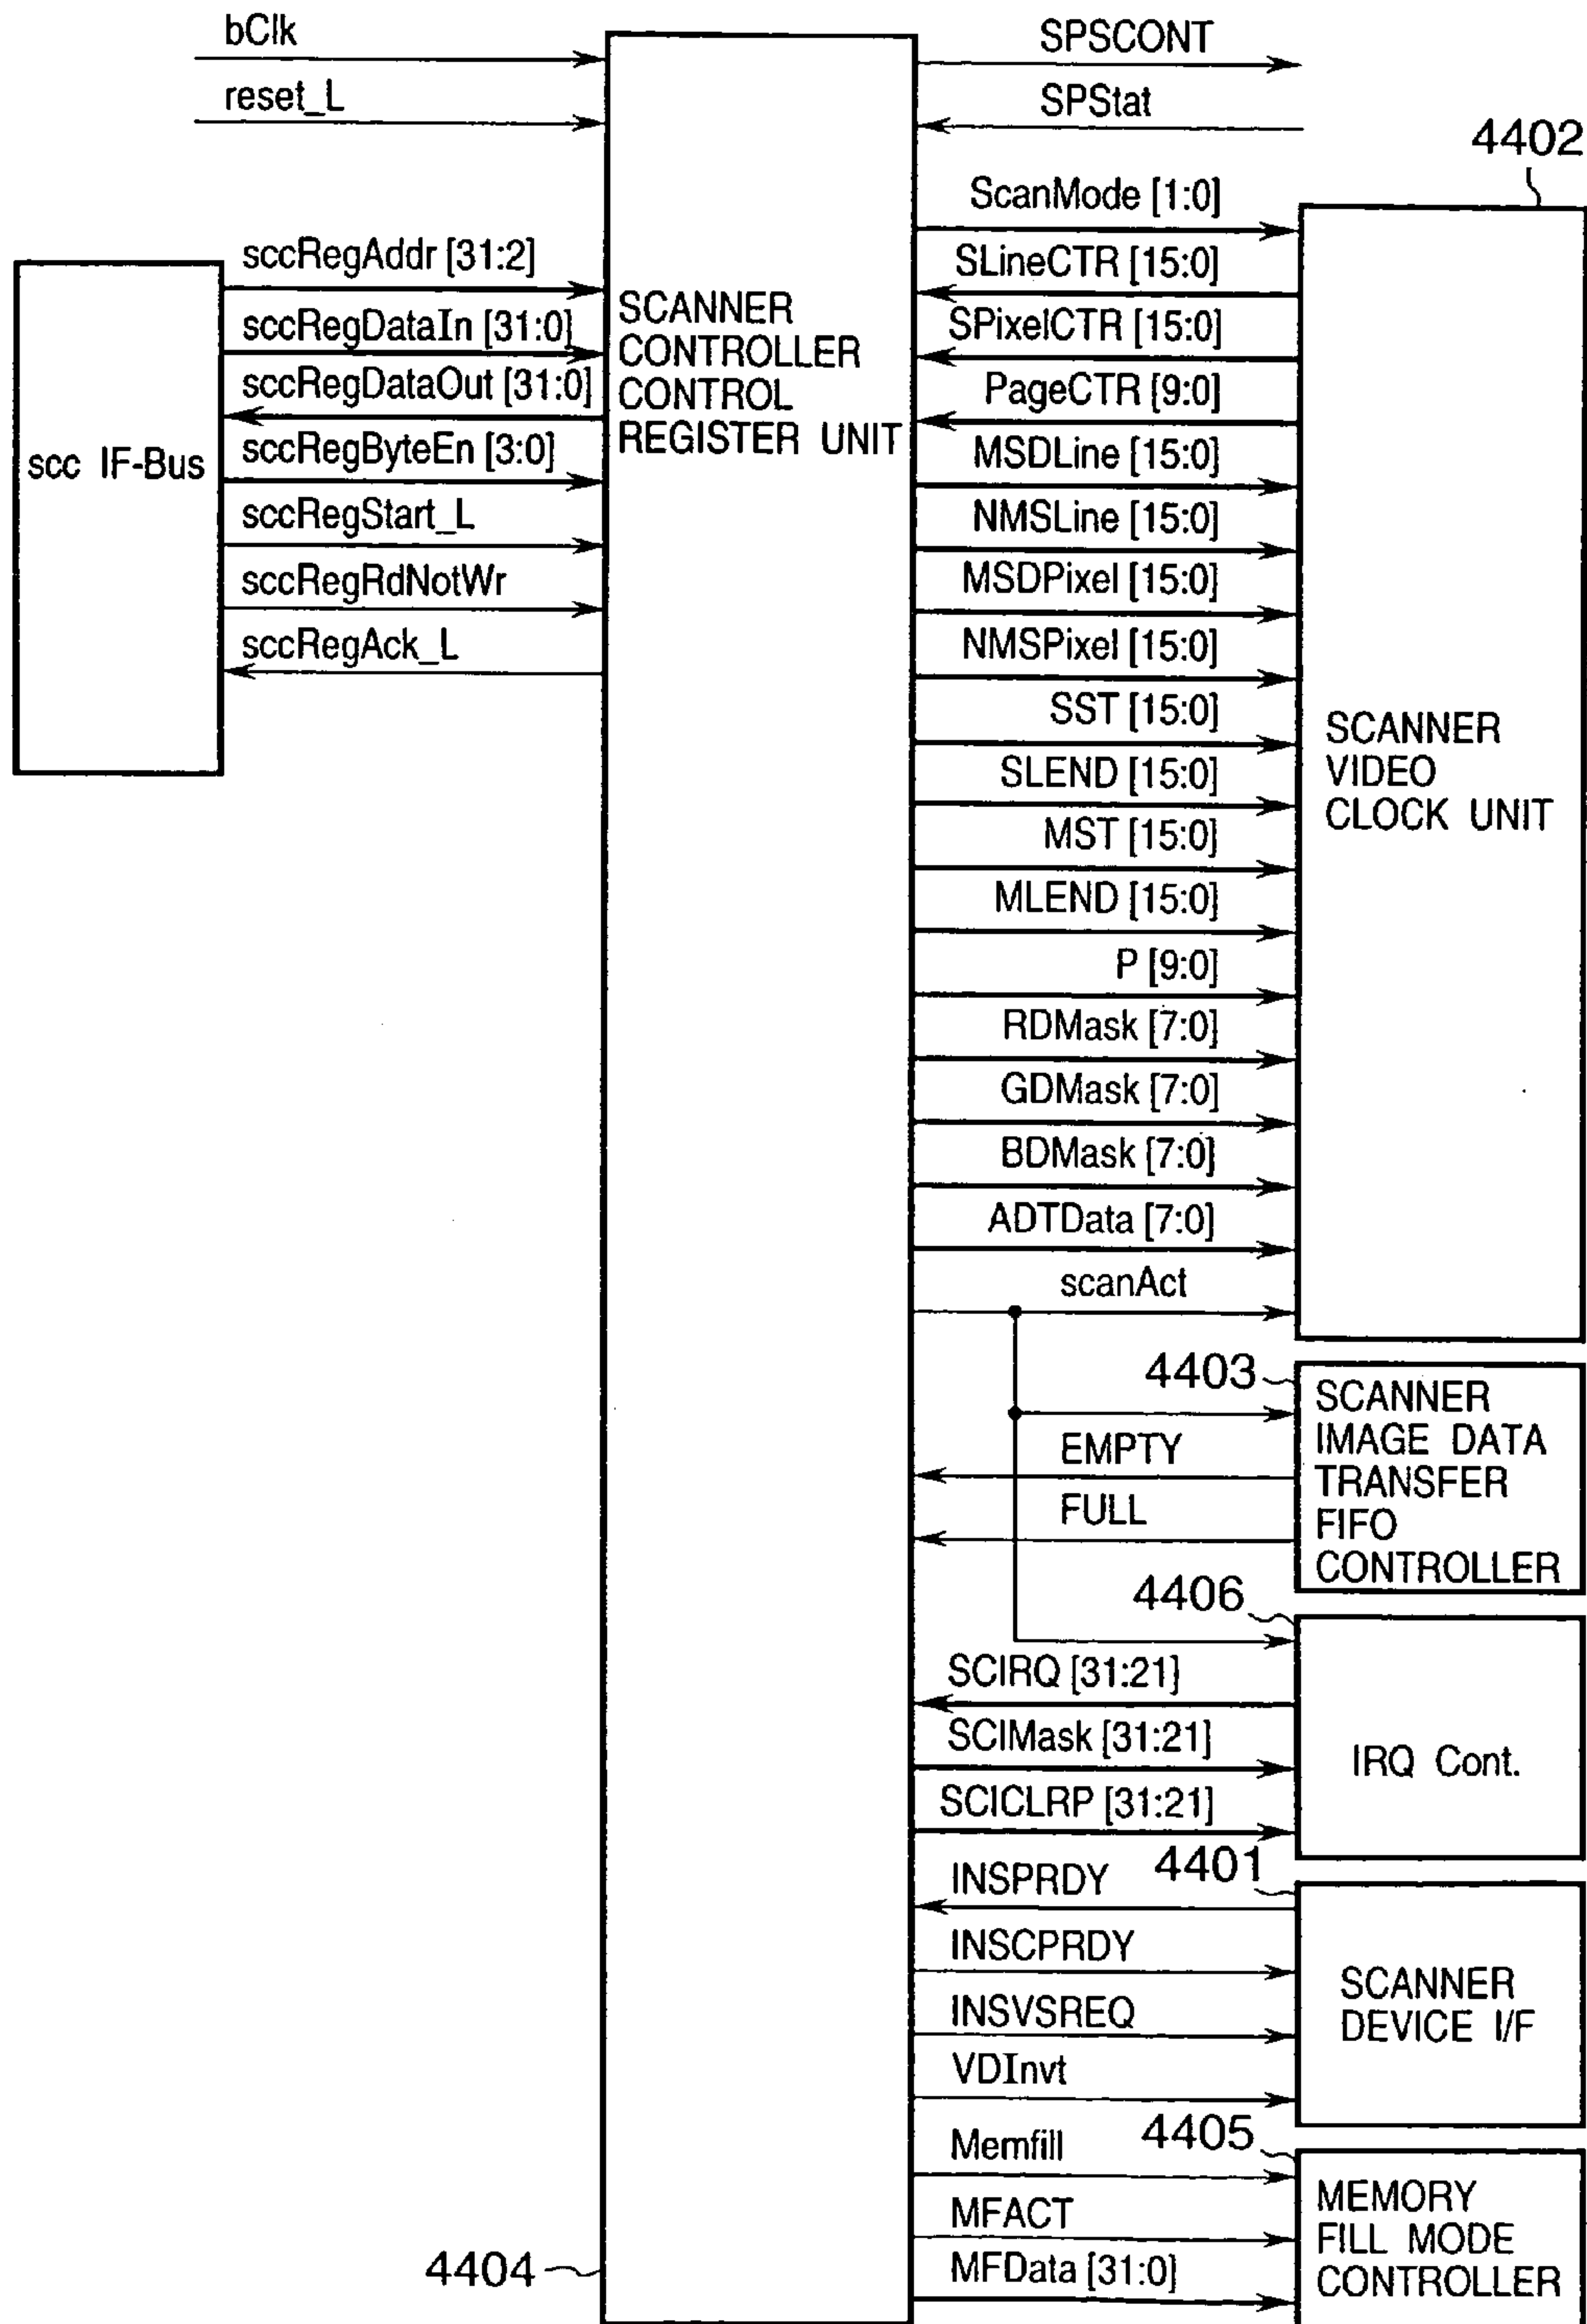 bClk
reset_L
scc IF-Bus
sccRegAddr [31:2]
sccRegDataIn [31:0]
sccRegDataOut [31:0]
sccRegByteEn [3:0]
sccRegStart_L
sccRegRdNotWr
sccRegAck_L
SCANNER
CONTROLLER
CONTROL
REGISTER UNIT
4404
SPSCONT
SPStat
4402
ScanMode [1:0]
SLineCTR [15:0]
SPixelCTR [15:0]
PageCTR [9:0]
MSDLine [15:0]
NMSLine [15:0]
MSDPixel [15:0]
NMSPixel [15:0]
SST [15:0]
SLEND [15:0]
MST [15:0]
MLEND [15:0]
P [9:0]
RDMask [7:0]
GDMask [7:0]
BDMask [7:0]
ADTData [7:0]
scanAct
SCANNER
VIDEO
CLOCK UNIT
4403
EMPTY
FULL
SCANNER
IMAGE DATA
TRANSFER
FIFO
CONTROLLER
4406
SCIRQ [31:21]
SCIMask [31:21]
SCICLRP [31:21]
IRQ Cont.
4401
INSPRDY
INSCPRDY
INSVSREQ
VDInvt
SCANNER
DEVICE I/F
4405
Memfill
MFACT
MFData [31:0]
MEMORY
FILL MODE
CONTROLLER